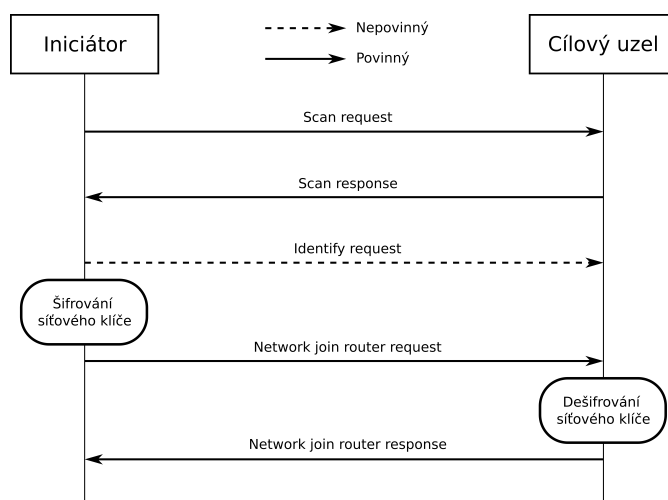 Iniciátor
Nepovinný
Povinný
Cílový uzel
Scan request
Scan response
Identify request
Šifrování
síťového klíče
Network join router request
Dešifrování
síťového klíče
Network join router response